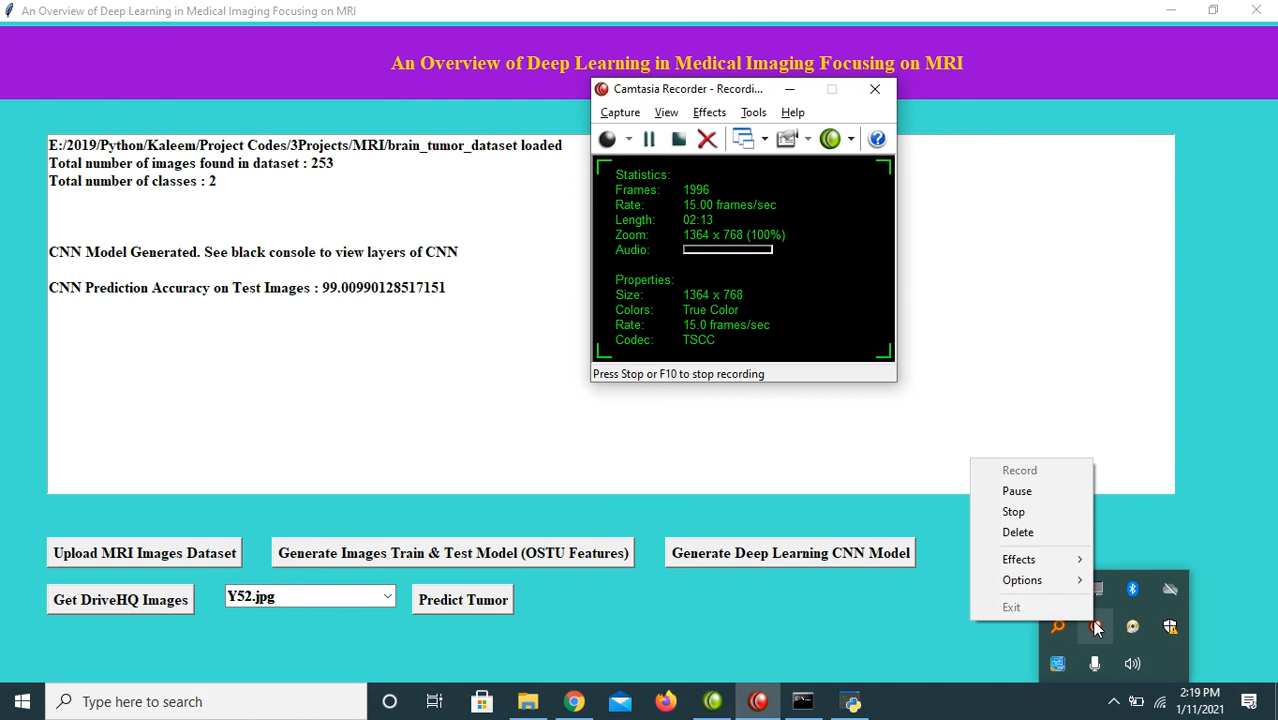 An Overview of Deep Learning in Medical Imaging Focusing on MRI
An Overview of Deep Learning in Medical Imaging Focusing on MRI
E:/2019/Python/Kaleem/Project Codes/3Projects/MRI/brain_tumor_dataset loaded
Total number of images found in dataset : 253
Total number of classes : 2
CNN Model Generated. See black console to view layers of CNN
CNN Prediction Accuracy on Test Images : 99.00990128517151
Camtasia Recorder - Recordi...
Capture View Effects Tools Help
Statistics:
Frames: 1996
Rate: 15.00 frames/sec
Length: 02:13
Zoom: 1364 x 768 (100%)
Audio:
Properties:
Size: 1364 x 768
Colors: True Color
Rate: 15.0 frames/sec
Codec: TSCC
Press Stop or F10 to stop recording
Record
Pause
Stop
Delete
Effects
Options
Exit
Upload MRI Images Dataset
Generate Images Train & Test Model (OSTU Features)
Generate Deep Learning CNN Model
Get DriveHQ Images
Y52.jpg
Predict Tumor
Type here to search
2:19 PM
1/11/2021